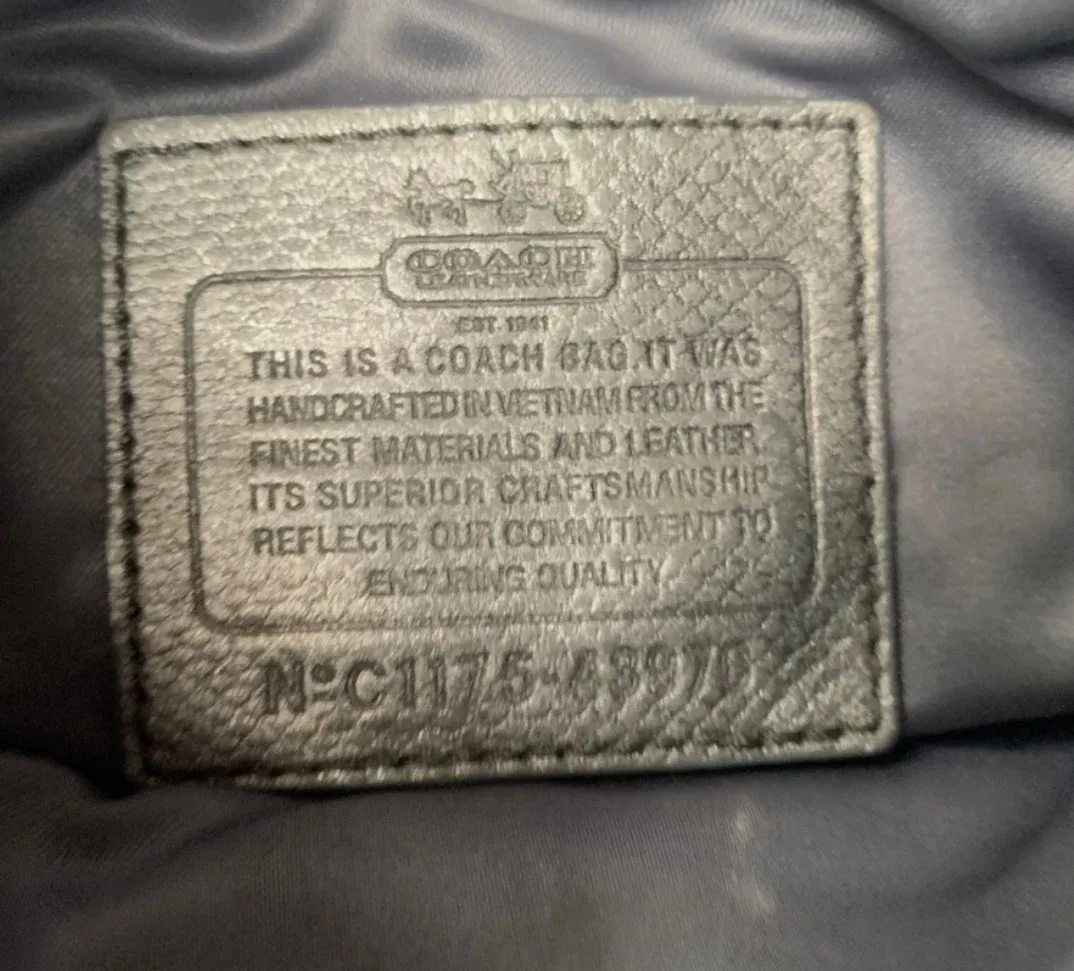 COACH
LEATHERWARE
EST. 1941
THIS IS A COACH BAG. IT WAS
HANDCRAFTED IN VIETNAM FROM THE
FINEST MATERIALS AND LEATHER.
ITS SUPERIOR CRAFTSMANSHIP
REFLECTS OUR COMMITMENT TO
ENDURING QUALITY.